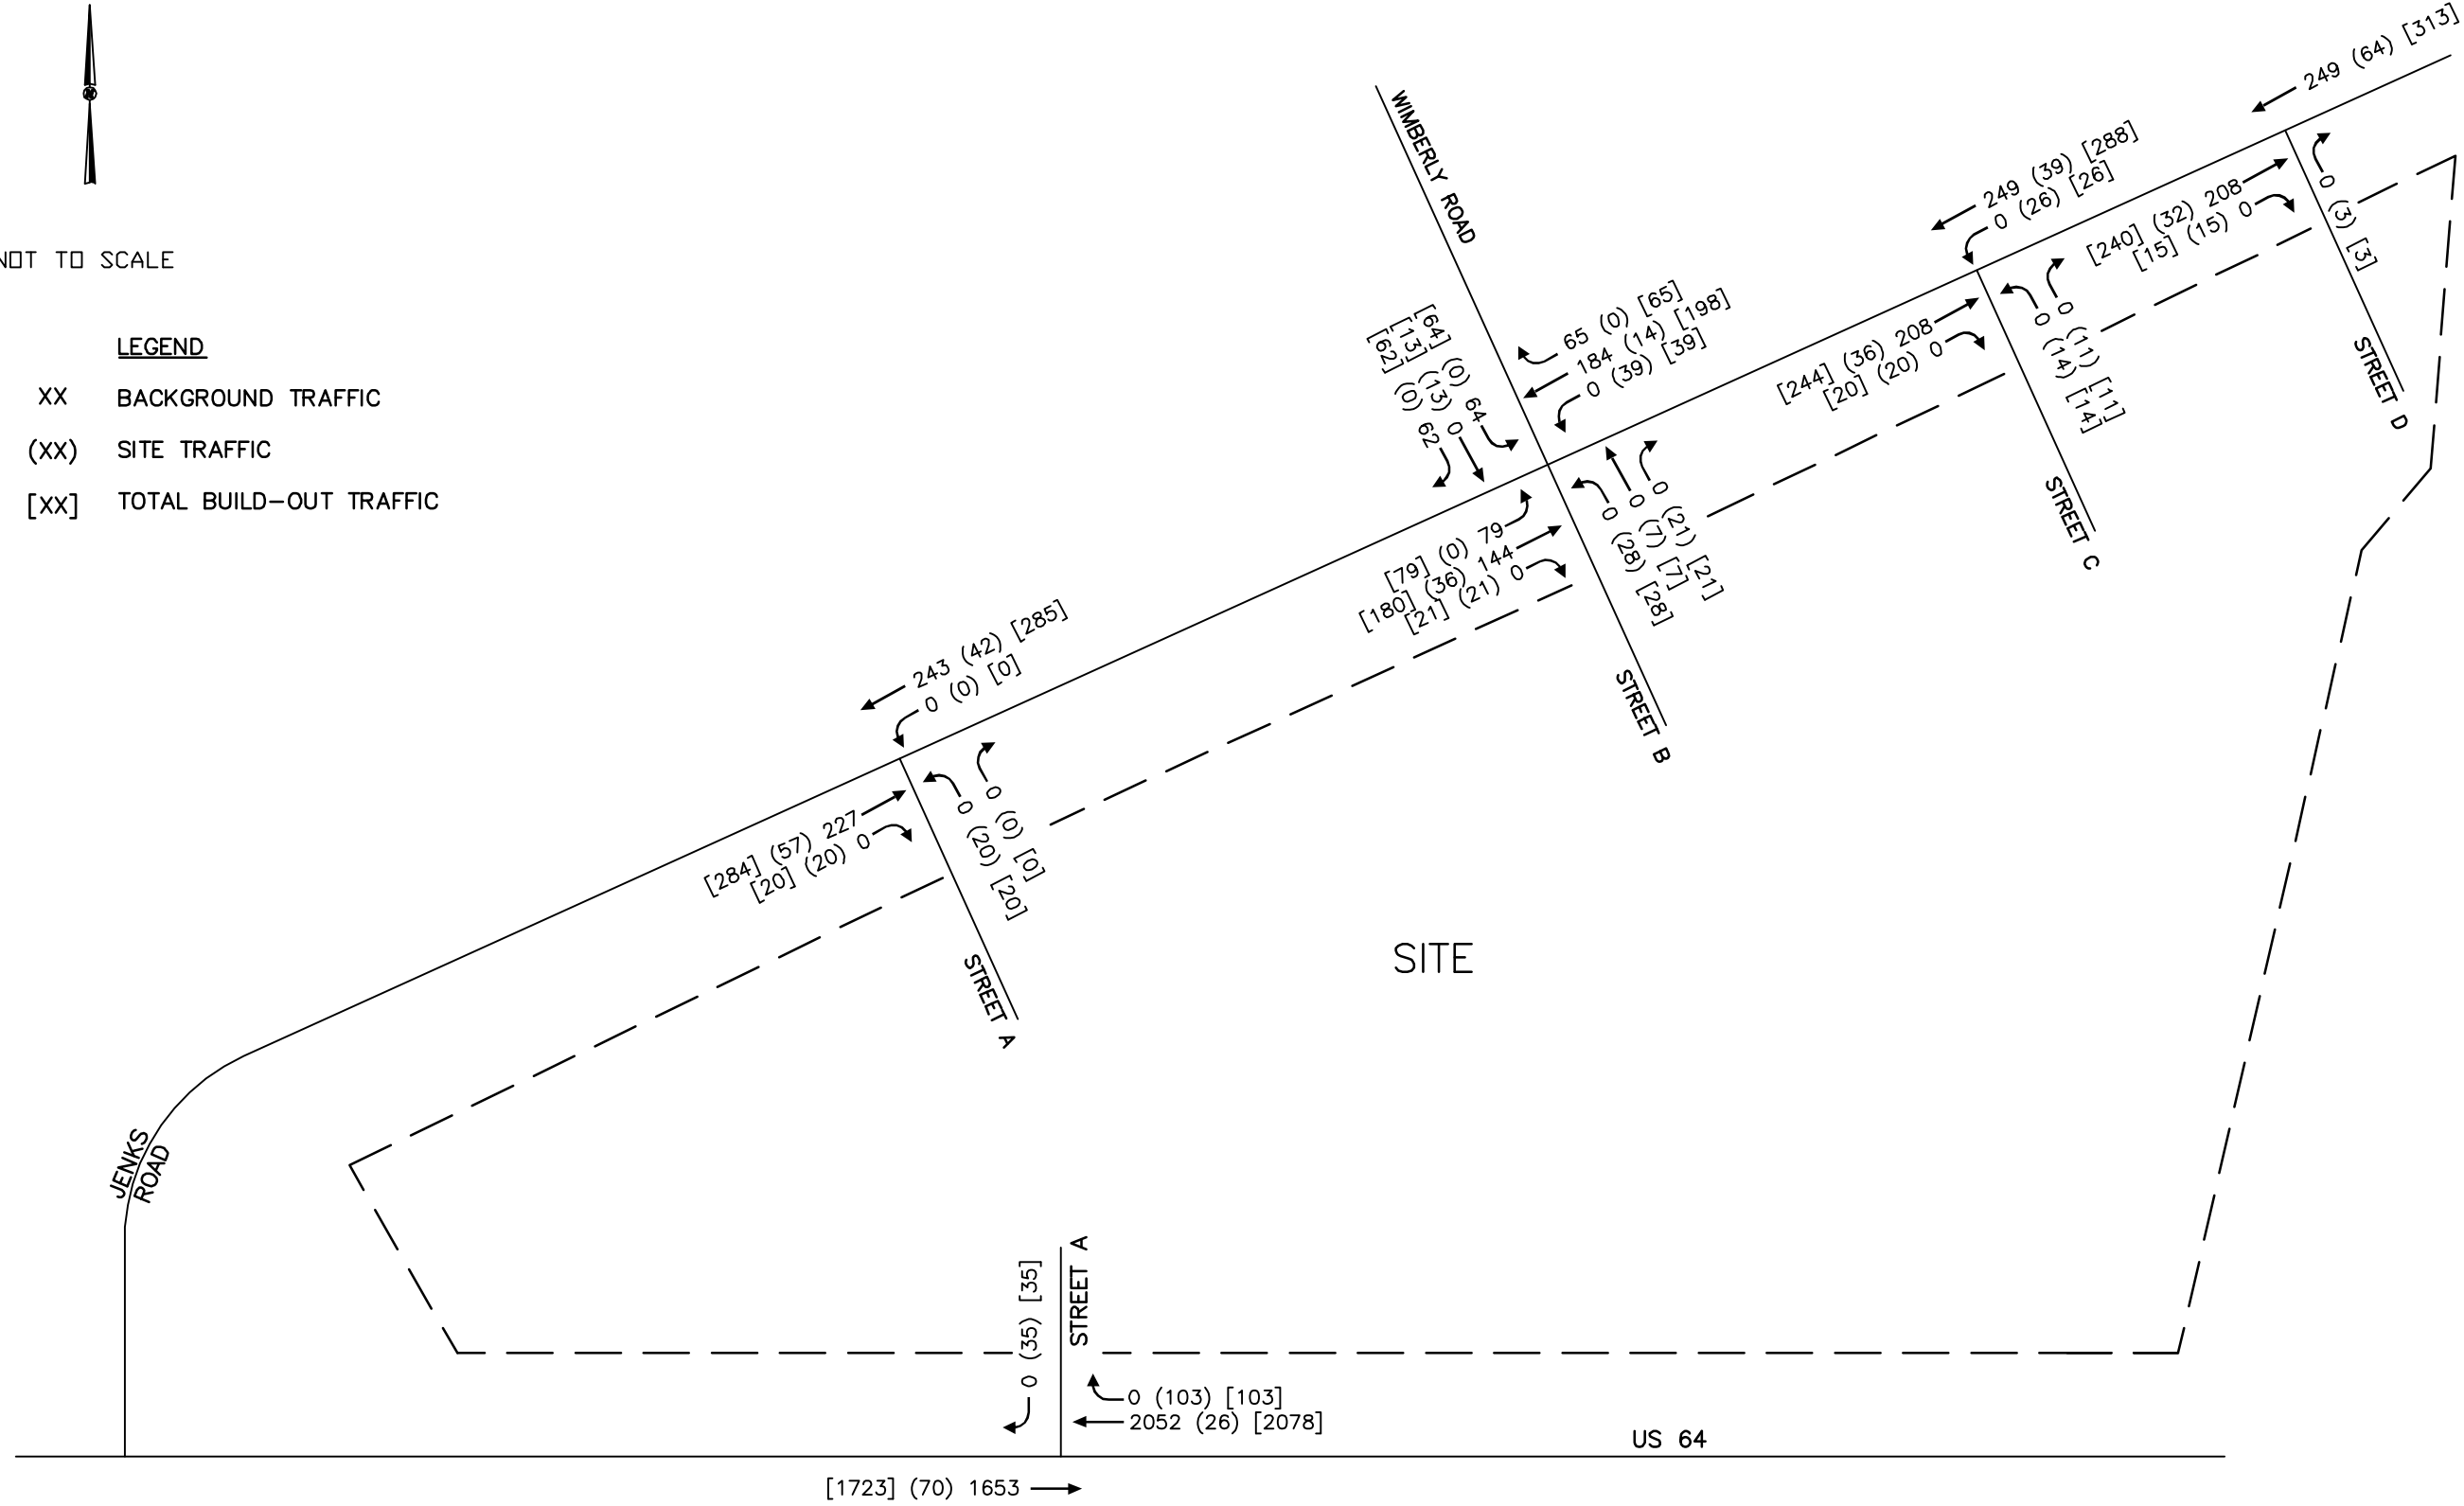 N
NOT TO SCALE
LEGEND
XX BACKGROUND TRAFFIC
(XX) SITE TRAFFIC
[XX] TOTAL BUILD-OUT TRAFFIC
249 (64) [313]
249 (39) [288]
0 (26) [26]
[240] (32) 208
[15] (15) 0
0 (3) [3]
STREET D
WIMBERLY ROAD
65 (0) [65]
184 (14) [198]
0 (39) [39]
[64] (0) 64
[13] (13) 0
[62] (0) 62
[244] (36) 208
[20] (20) 0
0 (11) [11]
0 (14) [14]
STREET C
[79] (0) 79
[180] (36) 144
[21] (21) 0
0 (21) [21]
0 (7) [7]
0 (28) [28]
STREET B
243 (42) [285]
0 (0) [0]
[284] (57) 227
[20] (20) 0
0 (0) [0]
0 (20) [20]
STREET A
SITE
JENKS
ROAD
0 (35) [35]
STREET A
0 (103) [103]
2052 (26) [2078]
US 64
[1723] (70) 1653